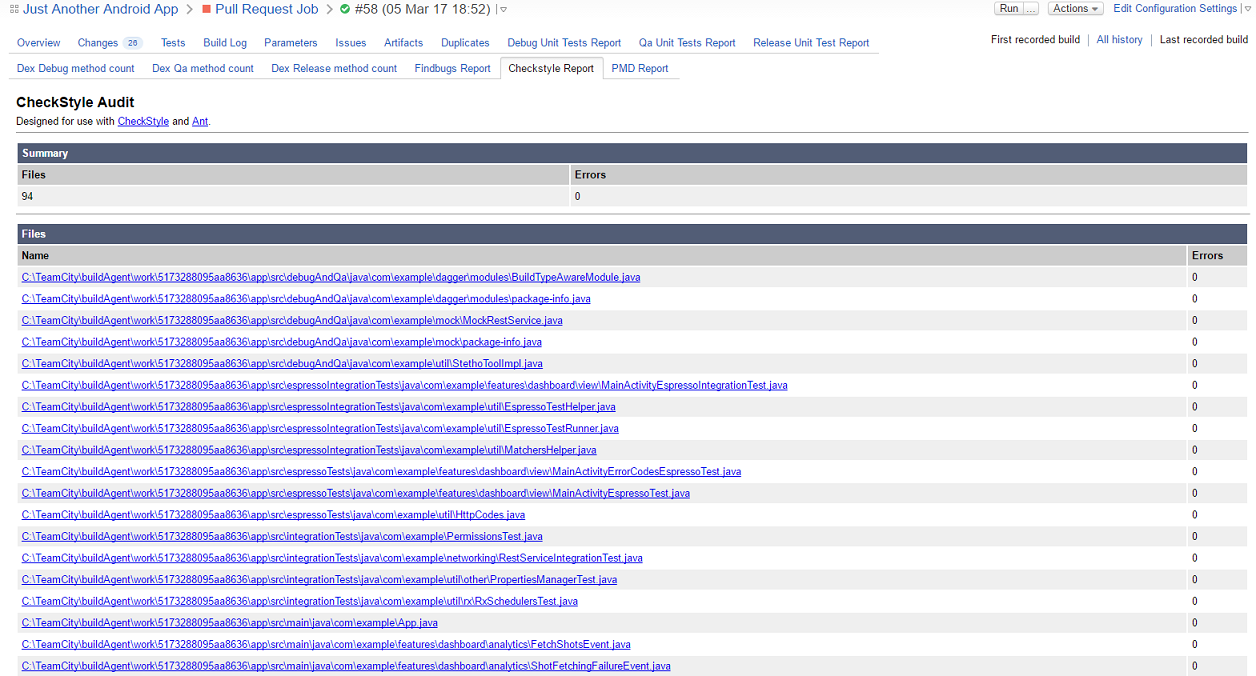 Just Another Android App > Pull Request Job > #58 (05 Mar 17 18:52) | Run ... Actions Edit Configuration Settings |
Overview Changes 26 Tests Build Log Parameters Issues Artifacts Duplicates Debug Unit Tests Report Qa Unit Tests Report Release Unit Test Report First recorded build | All history | Last recorded build
Dex Debug method count Dex Qa method count Dex Release method count Findbugs Report Checkstyle Report PMD Report
CheckStyle Audit
Designed for use with CheckStyle and Ant.
Summary
Files Errors
94 0
Files
Name Errors
C:\TeamCity\buildAgent\work\5173288095aa8636\app\src\debugAndQa\java\com\example\dagger\modules\BuildTypeAwareModule.java 0
C:\TeamCity\buildAgent\work\5173288095aa8636\app\src\debugAndQa\java\com\example\dagger\modules\package-info.java 0
C:\TeamCity\buildAgent\work\5173288095aa8636\app\src\debugAndQa\java\com\example\mock\MockRestService.java 0
C:\TeamCity\buildAgent\work\5173288095aa8636\app\src\debugAndQa\java\com\example\mock\package-info.java 0
C:\TeamCity\buildAgent\work\5173288095aa8636\app\src\debugAndQa\java\com\example\util\StethoToolImpl.java 0
C:\TeamCity\buildAgent\work\5173288095aa8636\app\src\espressoIntegrationTests\java\com\example\features\dashboard\view\MainActivityEspressoIntegrationTest.java 0
C:\TeamCity\buildAgent\work\5173288095aa8636\app\src\espressoIntegrationTests\java\com\example\util\EspressoTestHelper.java 0
C:\TeamCity\buildAgent\work\5173288095aa8636\app\src\espressoIntegrationTests\java\com\example\util\EspressoTestRunner.java 0
C:\TeamCity\buildAgent\work\5173288095aa8636\app\src\espressoIntegrationTests\java\com\example\util\MatchersHelper.java 0
C:\TeamCity\buildAgent\work\5173288095aa8636\app\src\espressoTests\java\com\example\features\dashboard\view\MainActivityErrorCodesEspressoTest.java 0
C:\TeamCity\buildAgent\work\5173288095aa8636\app\src\espressoTests\java\com\example\features\dashboard\view\MainActivityEspressoTest.java 0
C:\TeamCity\buildAgent\work\5173288095aa8636\app\src\espressoTests\java\com\example\util\HttpCodes.java 0
C:\TeamCity\buildAgent\work\5173288095aa8636\app\src\integrationTests\java\com\example\PermissionsTest.java 0
C:\TeamCity\buildAgent\work\5173288095aa8636\app\src\integrationTests\java\com\example\networking\RestServiceIntegrationTest.java 0
C:\TeamCity\buildAgent\work\5173288095aa8636\app\src\integrationTests\java\com\example\util\other\PropertiesManagerTest.java 0
C:\TeamCity\buildAgent\work\5173288095aa8636\app\src\integrationTests\java\com\example\util\rx\RxSchedulersTest.java 0
C:\TeamCity\buildAgent\work\5173288095aa8636\app\src\main\java\com\example\App.java 0
C:\TeamCity\buildAgent\work\5173288095aa8636\app\src\main\java\com\example\features\dashboard\analytics\FetchShotsEvent.java 0
C:\TeamCity\buildAgent\work\5173288095aa8636\app\src\main\java\com\example\features\dashboard\analytics\ShotFetchingFailureEvent.java 0